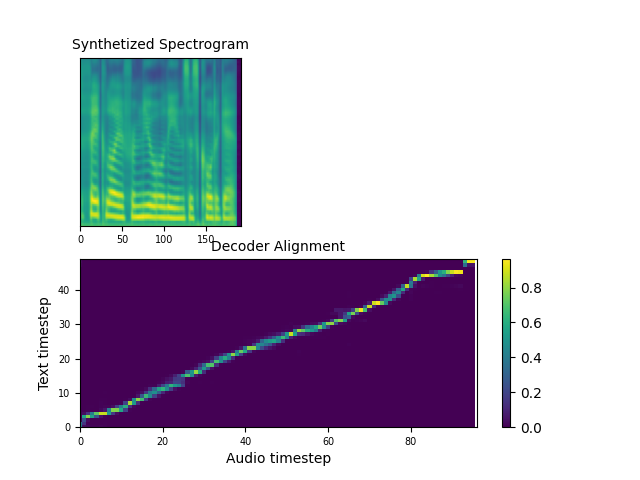 Synthetized Spectrogram
0 50 100 150
Decoder Alignment
Text timestep
40
30
20
10
0
0 20 40 60 80
Audio timestep
0.8
0.6
0.4
0.2
0.0